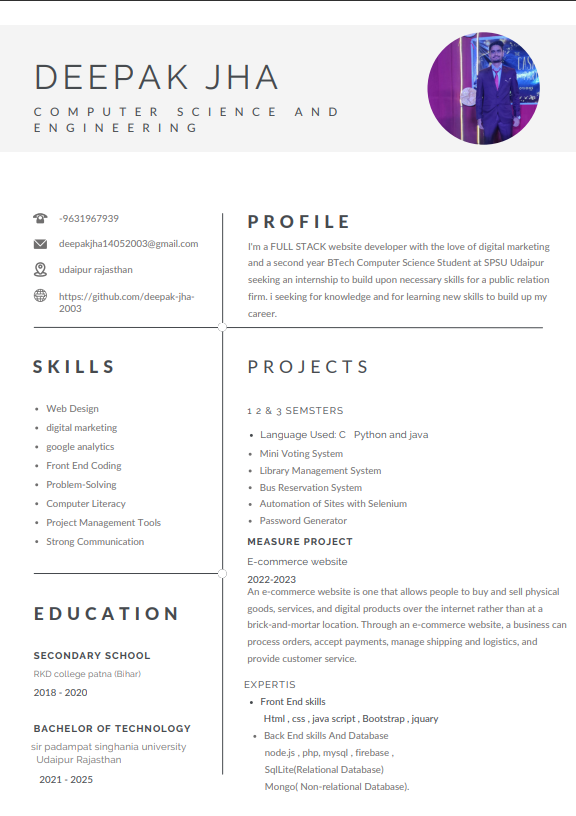 DEEPAK JHA
COMPUTER SCIENCE AND
ENGINEERING
-9631967939
deepakjha14052003@gmail.com
udaipur rajasthan
https://github.com/deepak-jha-
2003
PROFILE
I'm a FULL STACK website developer with the love of digital marketing
and a second year BTech Computer Science Student at SPSU Udaipur
seeking an internship to build upon necessary skills for a public relation
firm. i seeking for knowledge and for learning new skills to build up my
career.
SKILLS
• Web Design
• digital marketing
• google analytics
• Front End Coding
• Problem-Solving
• Computer Literacy
• Project Management Tools
• Strong Communication
EDUCATION
SECONDARY SCHOOL
RKD college patna (Bihar)
2018 - 2020
BACHELOR OF TECHNOLOGY
sir padampat singhania university
Udaipur Rajasthan
2021 - 2025
PROJECTS
1 2 & 3 SEMSTERS
• Language Used: C Python and java
• Mini Voting System
• Library Management System
• Bus Reservation System
• Automation of Sites with Selenium
• Password Generator
MEASURE PROJECT
E-commerce website
2022-2023
An e-commerce website is one that allows people to buy and sell physical
goods, services, and digital products over the internet rather than at a
brick-and-mortar location. Through an e-commerce website, a business can
process orders, accept payments, manage shipping and logistics, and
provide customer service.
EXPERTIS
• Front End skills
Html , css , java script , Bootstrap , jquary
• Back End skills And Database
node.js , php, mysql , firebase ,
SqlLite(Relational Database)
Mongo( Non-relational Database).